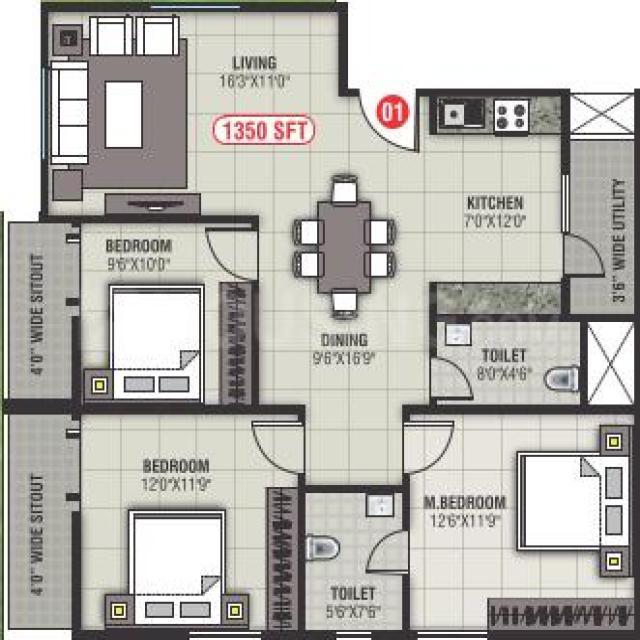 LIVING
16'3"X11'0"
01
1350 SFT
KITCHEN
7'0"X12'0"
3'6" WIDE UTILITY
BEDROOM
9'6"X10'0"
4'0" WIDE SITOUT
DINING
9'6"X16'9"
TOILET
8'0"X4'6"
BEDROOM
12'0"X11'9"
4'0" WIDE SITOUT
M.BEDROOM
12'6"X11'9"
TOILET
5'6"X7'6"